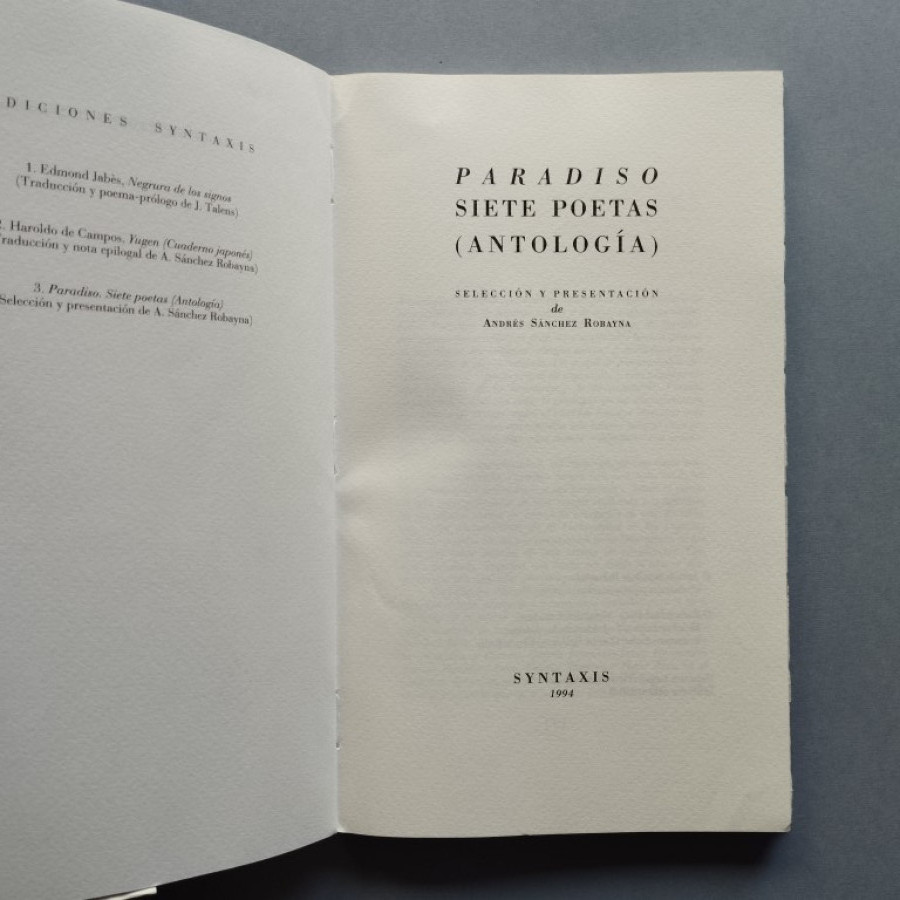 DICIONES SYNTAXIS
1. Edmond Jabès, Negrura de los signos
(Traducción y poema-prólogo de J. Talens)
2. Haroldo de Campos, Yugen (Cuaderno japonés)
Traducción y nota epilogal de A. Sánchez Robayna)
3. Paradiso. Siete poetas (Antología)
Selección y presentación de A. Sánchez Robayna)
PARADISO
SIETE POETAS
(ANTOLOGÍA)
SELECCIÓN Y PRESENTACIÓN
de
ANDRÉS SÁNCHEZ ROBAYNA
SYNTAXIS
1994